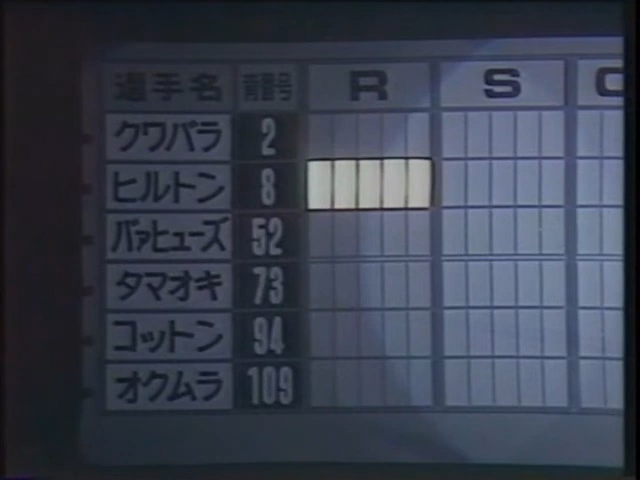 選手名 背番号 R S
クワバラ 2
ヒルトン 8
バァヒューズ 52
タマオキ 73
コットン 94
オクムラ 109